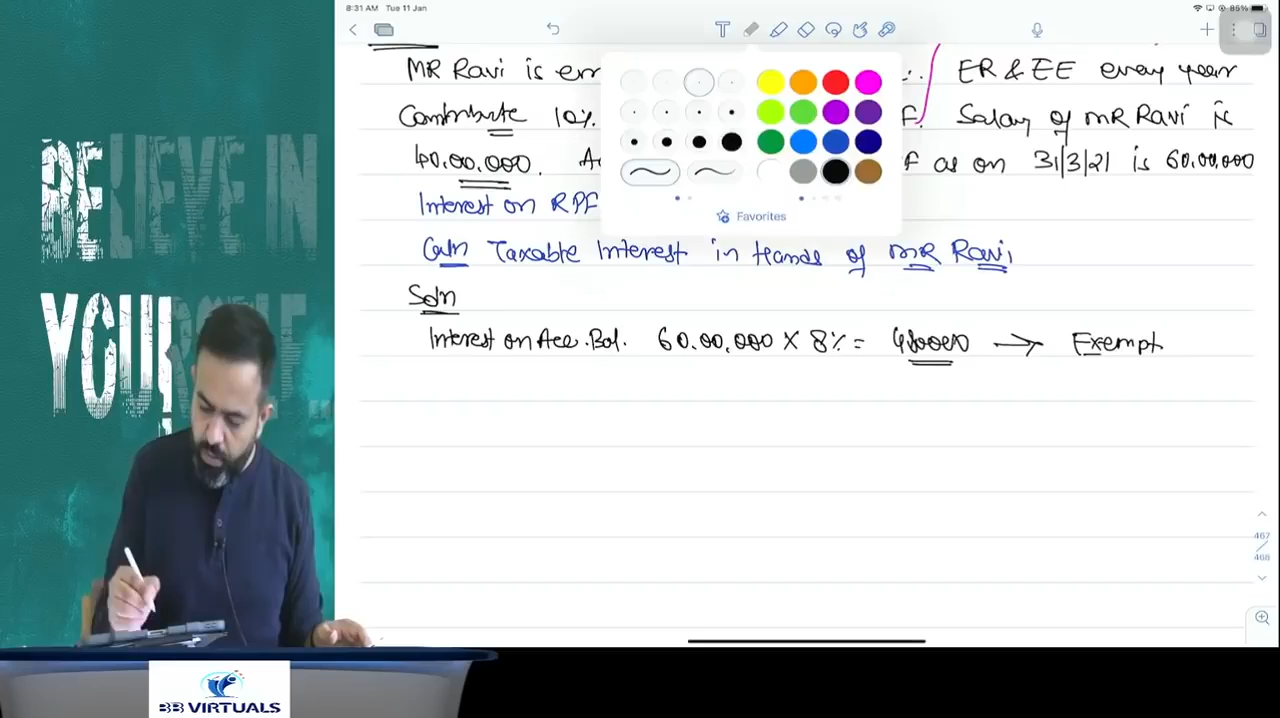 8:31 AM Tue 11 Jan
85%
MR Ravi is ER & EE every year
Contribute 10% F. Salary of MR Ravi is
40,00,000. F as on 31/3/21 is 60,00,000
Interest on RPF
Favorites
Taxable Interest in Hands of MR Ravi,
Soln
Interest on Acc. Bal. 60,00,000 X 8% = 480000 → Exempt
467
468
BELIEVE IN
YOURSELF...
BB VIRTUALS